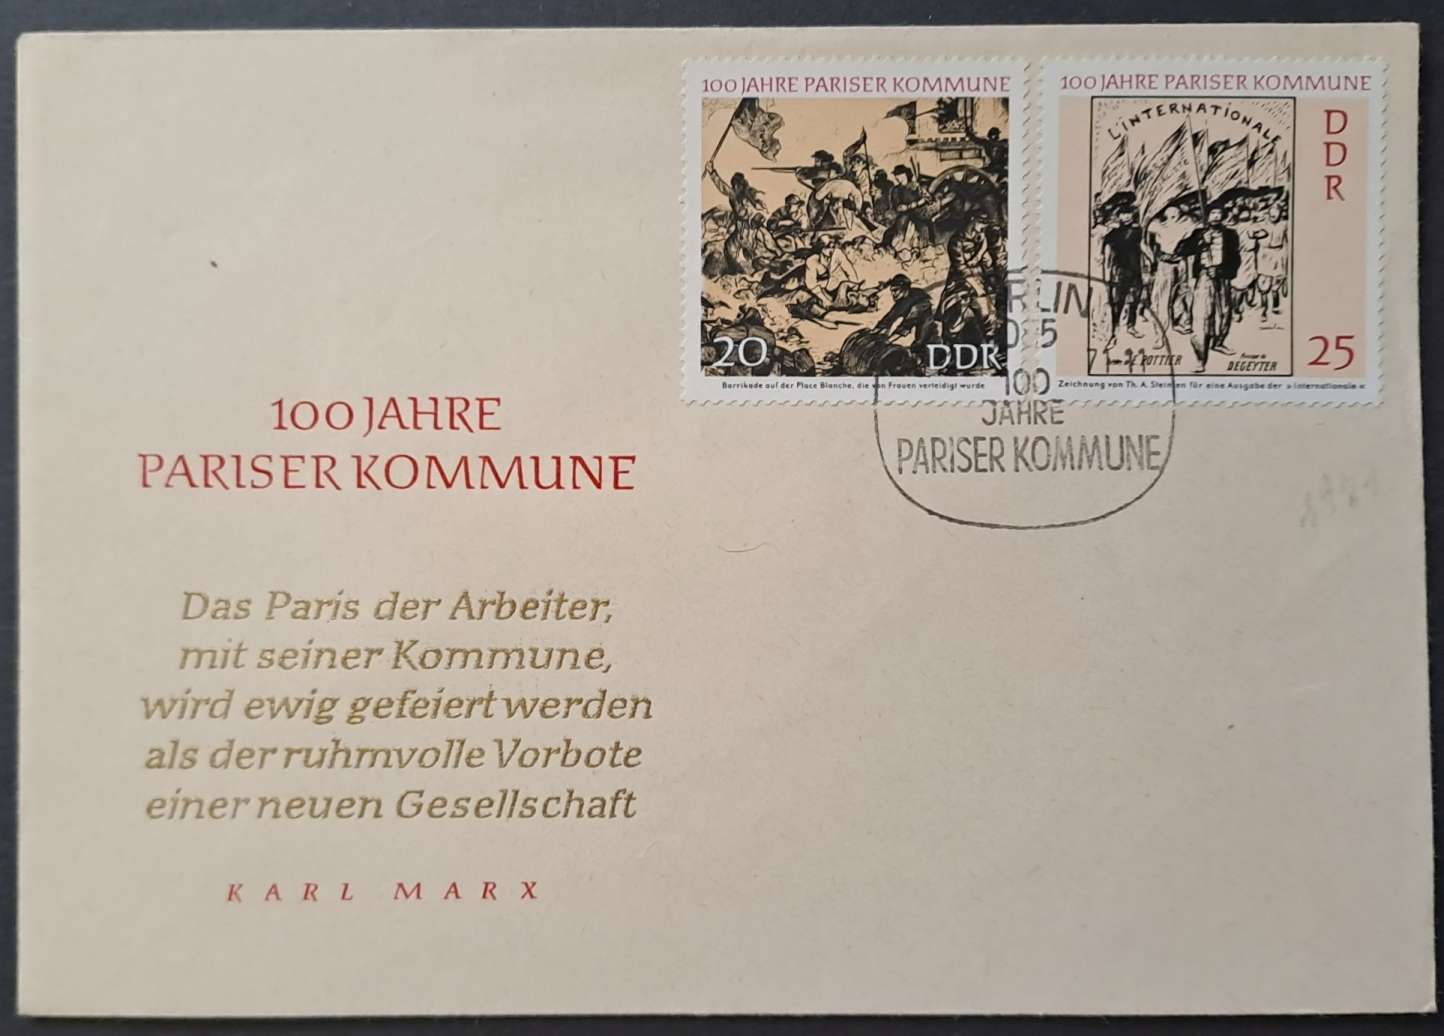 100 JAHRE PARISER KOMMUNE
20
DDR
Barrikade auf der Place Blanche, die von Frauen verteidigt wurde
100 JAHRE PARISER KOMMUNE
L'INTERNATIONALE
D
D
R
POTTIER
DEGEYTER
25
Zeichnung von Th. A. Steinlen für eine Ausgabe der »Internationale«
100
JAHRE
PARISER KOMMUNE
100 JAHRE
PARISER KOMMUNE
Das Paris der Arbeiter,
mit seiner Kommune,
wird ewig gefeiert werden
als der ruhmvolle Vorbote
einer neuen Gesellschaft
KARL MARX